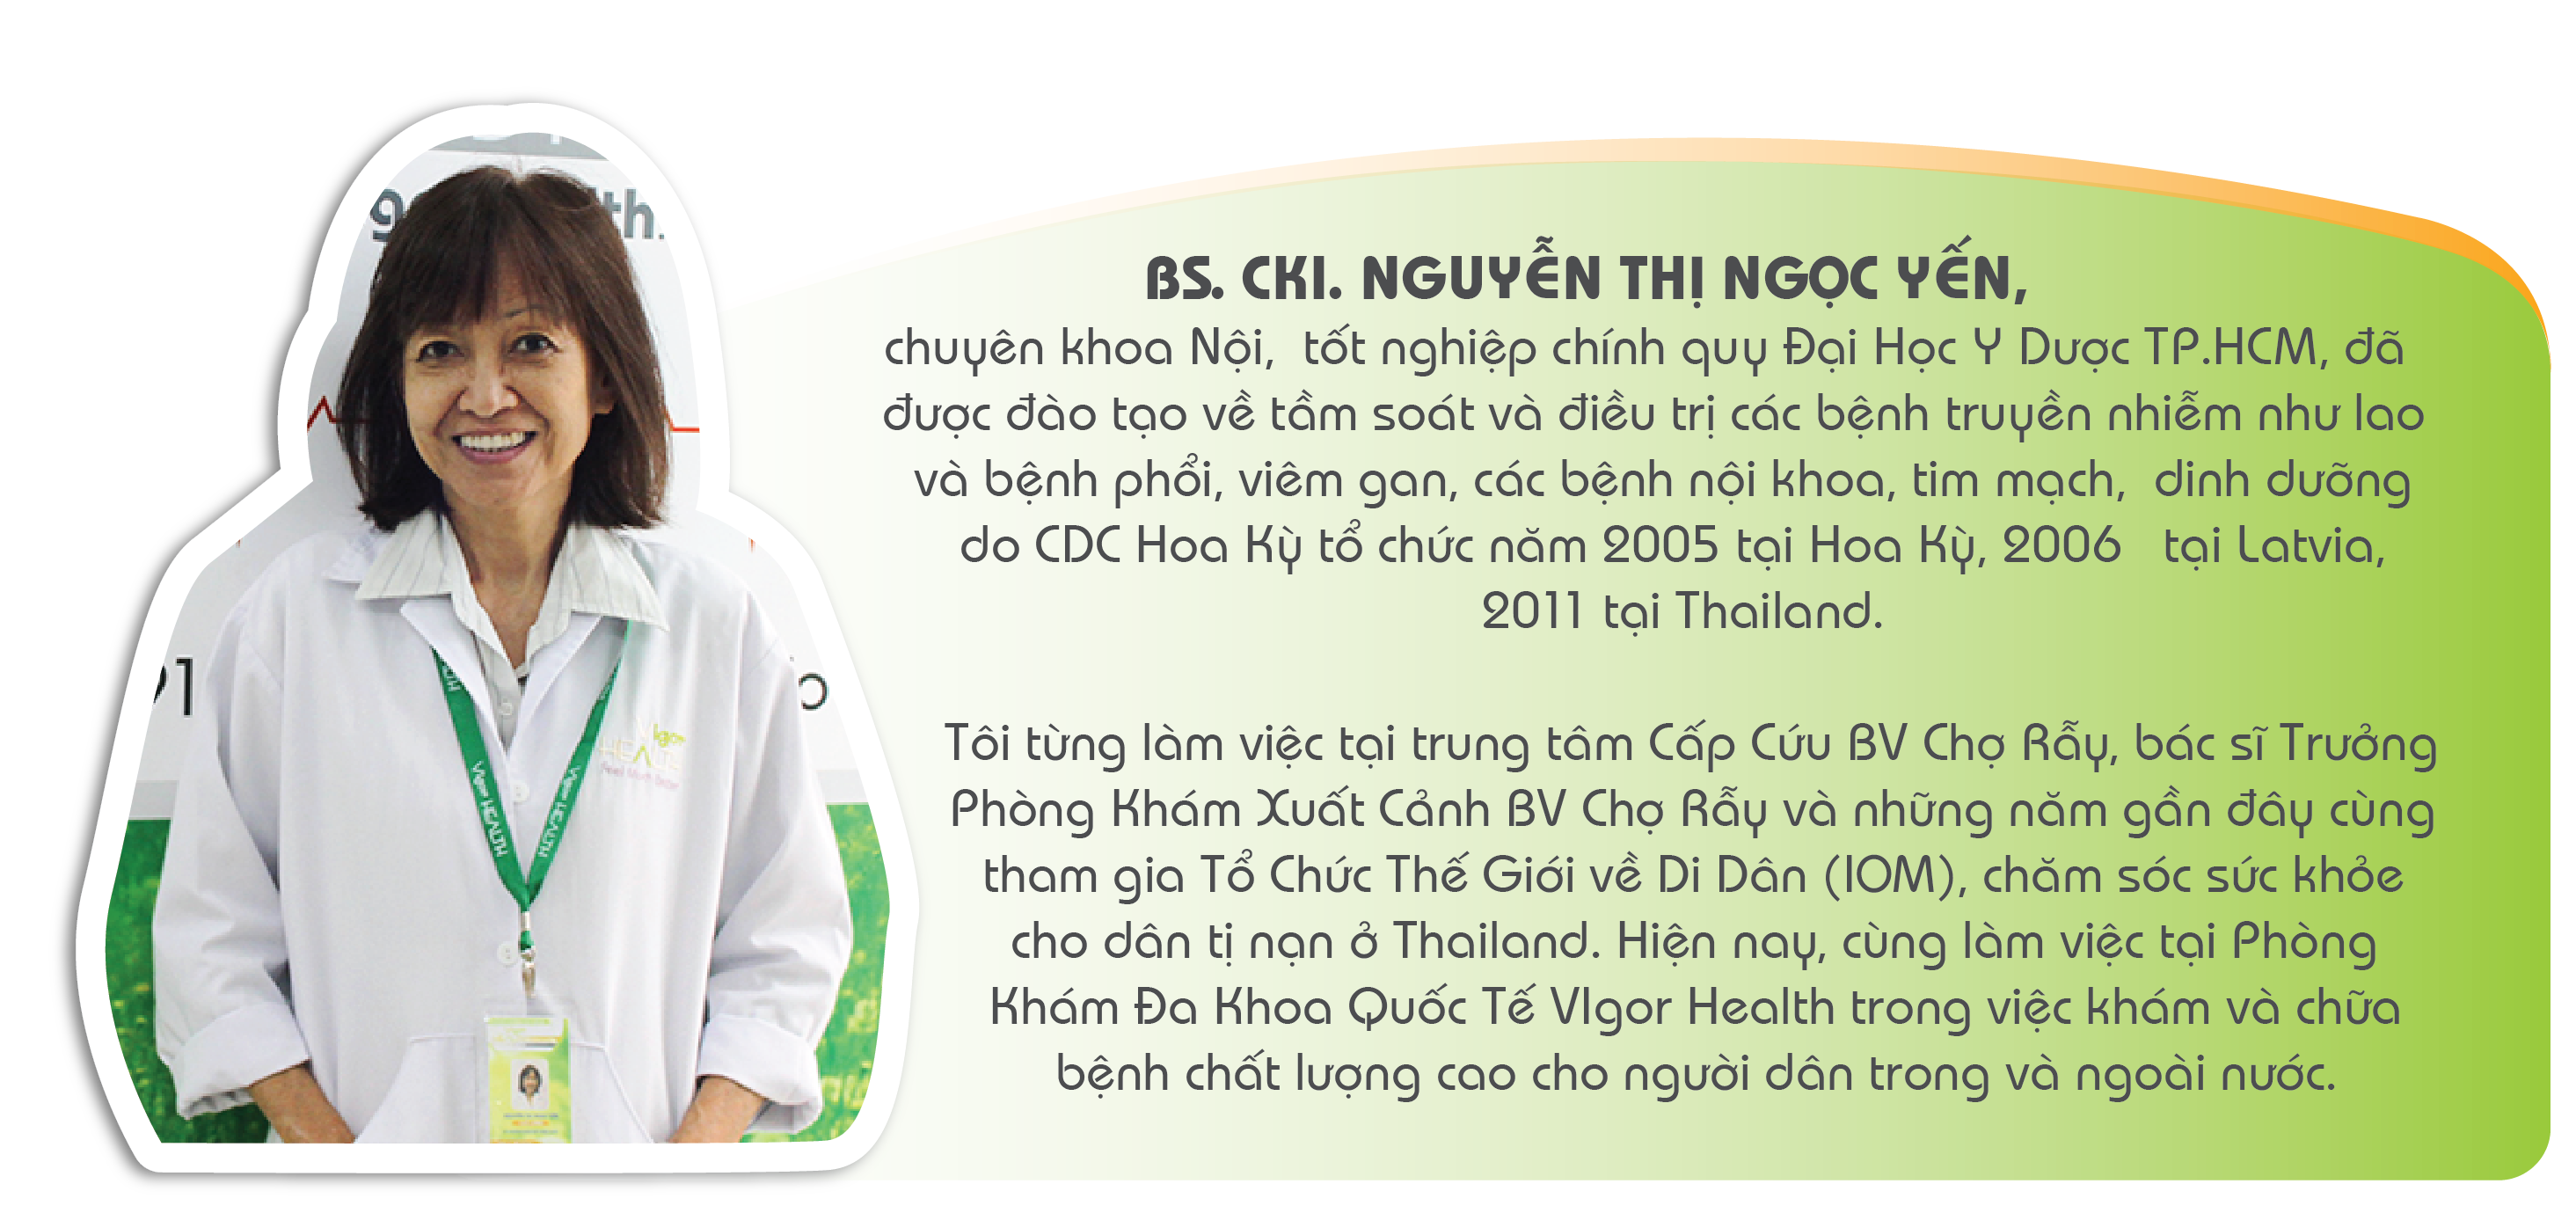 BS. CKI. NGUYỄN THỊ NGỌC YẾN,
chuyên khoa Nội, tốt nghiệp chính quy Đại Học Y Dược TP.HCM, đã
được đào tạo về tầm soát và điều trị các bệnh truyền nhiễm như lao
và bệnh phổi, viêm gan, các bệnh nội khoa, tim mạch, dinh dưỡng
do CDC Hoa Kỳ tổ chức năm 2005 tại Hoa Kỳ, 2006 tại Latvia,
2011 tại Thailand.
Tôi từng làm việc tại trung tâm Cấp Cứu BV Chợ Rẫy, bác sĩ Trưởng
Phòng Khám Xuất Cảnh BV Chợ Rẫy và những năm gần đây cùng
tham gia Tổ Chức Thế Giới về Di Dân (IOM), chăm sóc sức khỏe
cho dân tị nạn ở Thailand. Hiện nay, cùng làm việc tại Phòng
Khám Đa Khoa Quốc Tế VIgor Health trong việc khám và chữa
bệnh chất lượng cao cho người dân trong và ngoài nước.
Vigor
HEALTH
Vigor HEALTH
Vigor HEALTH